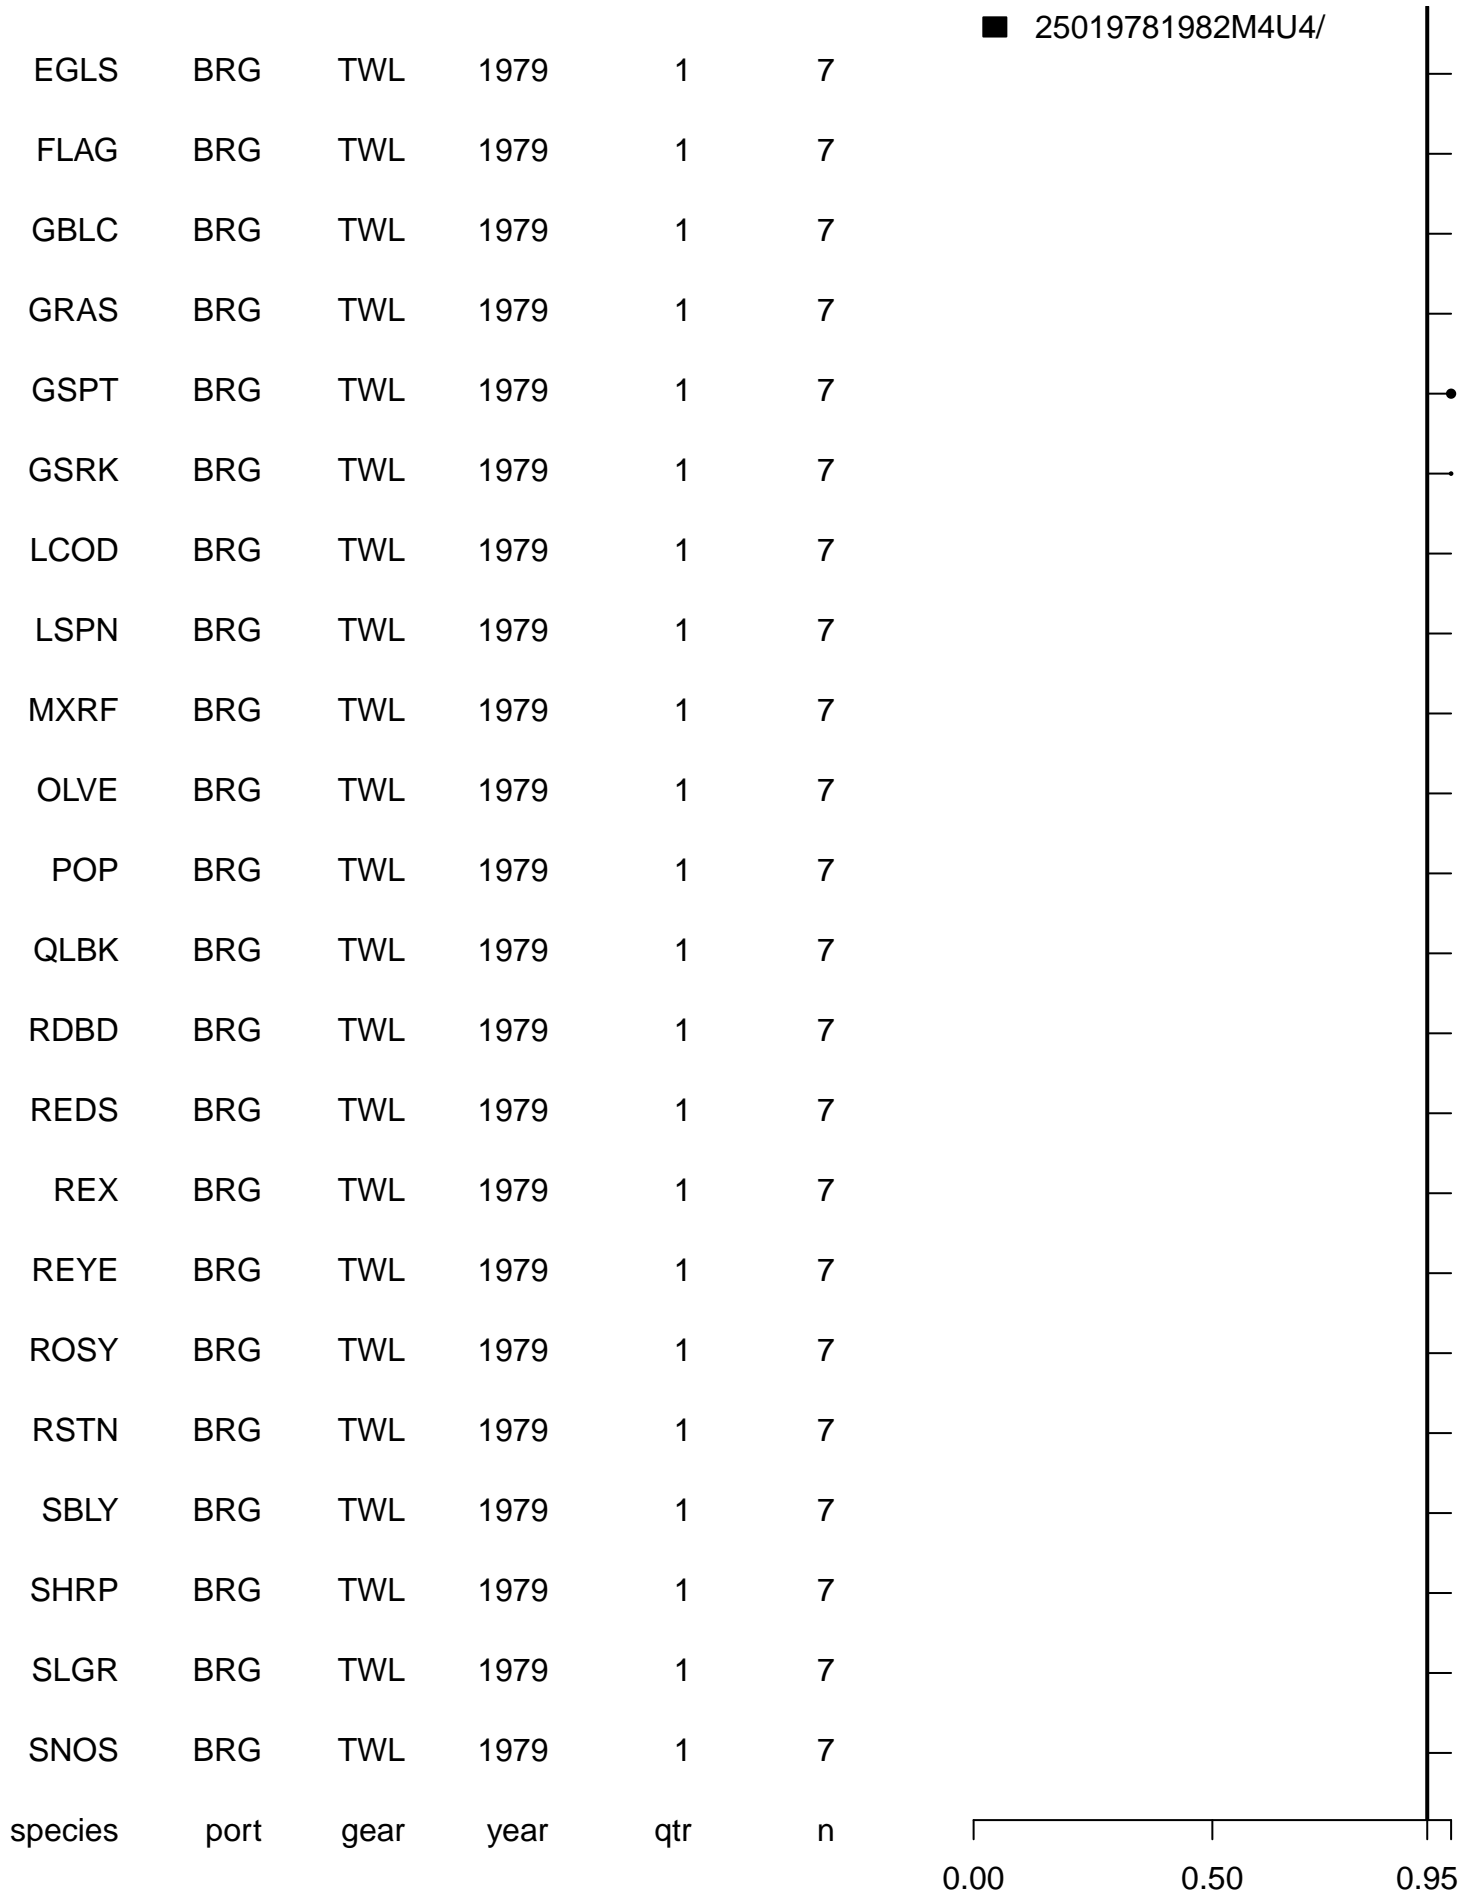 25019781982M4U4/
EGLS BRG TWL 1979 1 7
FLAG BRG TWL 1979 1 7
GBLC BRG TWL 1979 1 7
GRAS BRG TWL 1979 1 7
GSPT BRG TWL 1979 1 7
GSRK BRG TWL 1979 1 7
LCOD BRG TWL 1979 1 7
LSPN BRG TWL 1979 1 7
MXRF BRG TWL 1979 1 7
OLVE BRG TWL 1979 1 7
POP BRG TWL 1979 1 7
QLBK BRG TWL 1979 1 7
RDBD BRG TWL 1979 1 7
REDS BRG TWL 1979 1 7
REX BRG TWL 1979 1 7
REYE BRG TWL 1979 1 7
ROSY BRG TWL 1979 1 7
RSTN BRG TWL 1979 1 7
SBLY BRG TWL 1979 1 7
SHRP BRG TWL 1979 1 7
SLGR BRG TWL 1979 1 7
SNOS BRG TWL 1979 1 7
species port gear year qtr n
0.00 0.50 0.95